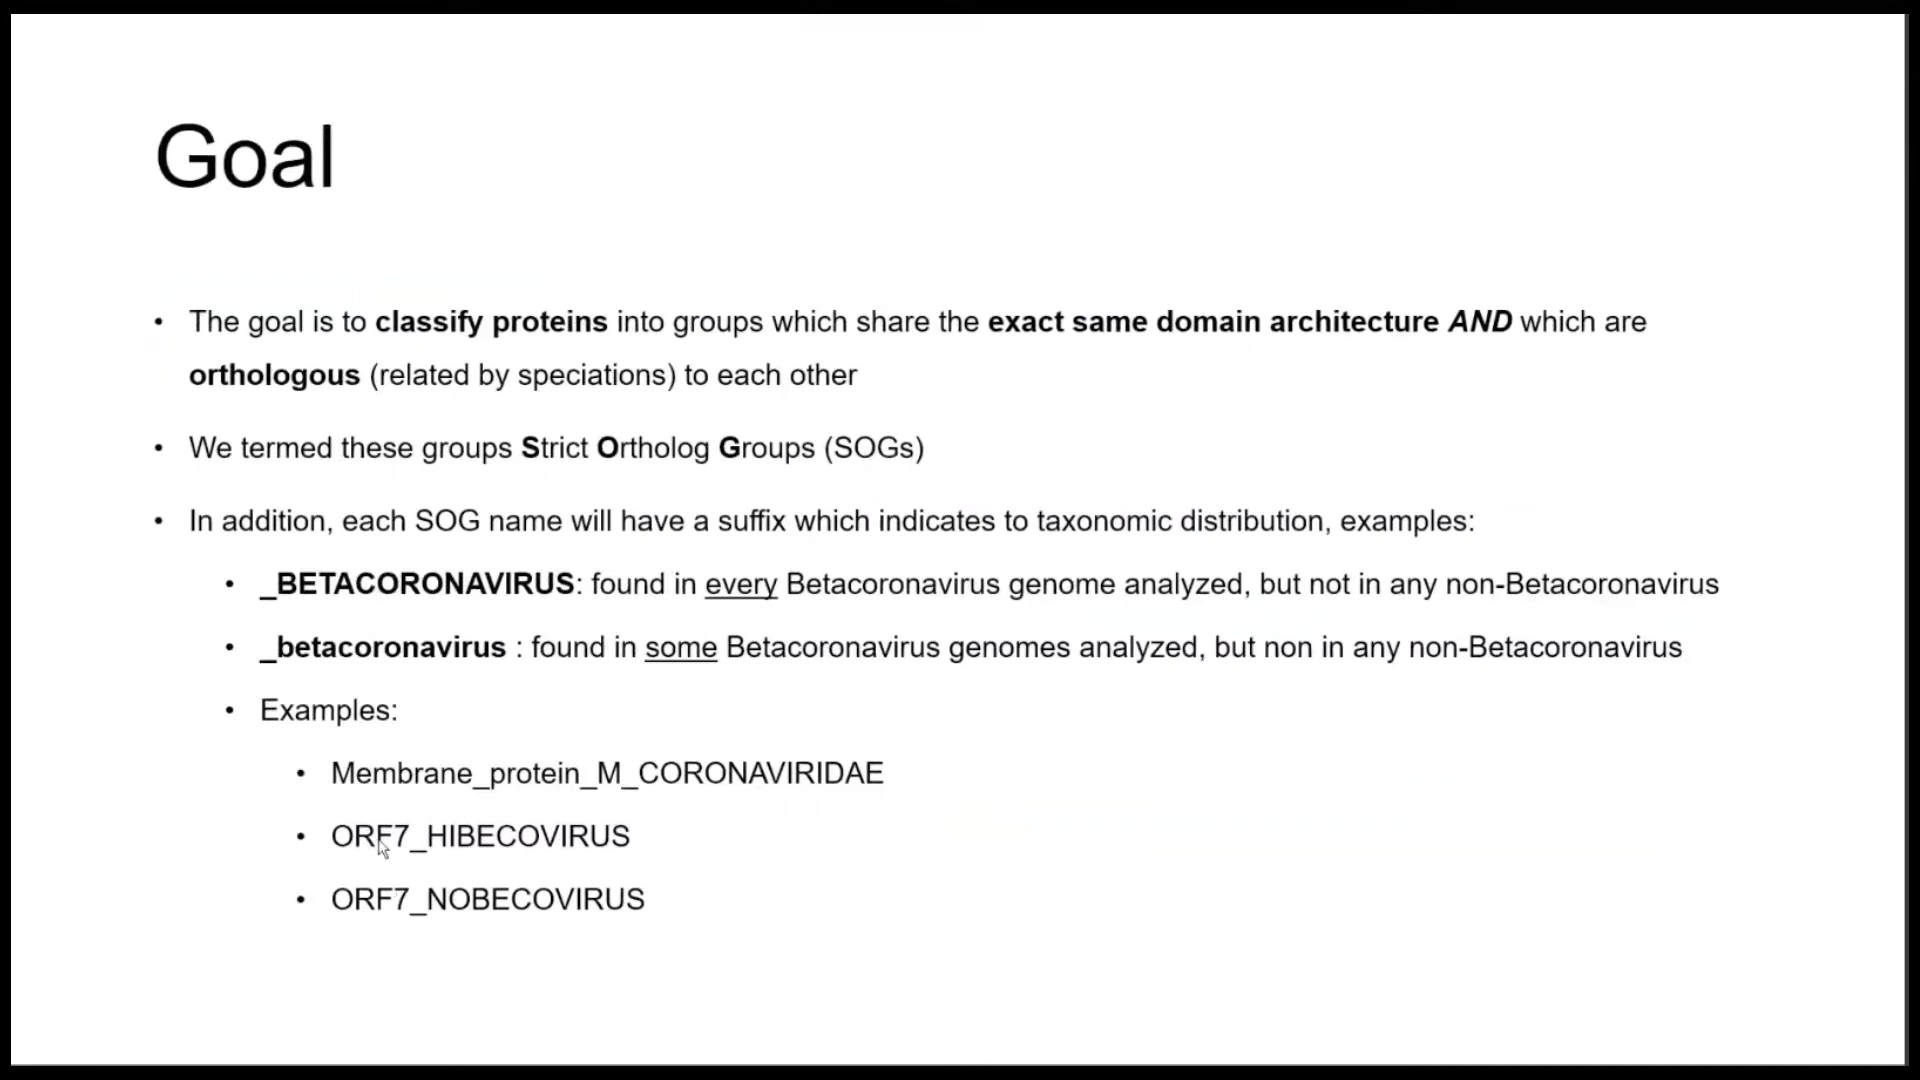 Goal
• The goal is to classify proteins into groups which share the exact same domain architecture AND which are
orthologous (related by speciations) to each other
• We termed these groups Strict Ortholog Groups (SOGs)
• In addition, each SOG name will have a suffix which indicates to taxonomic distribution, examples:
• _BETACORONAVIRUS: found in every Betacoronavirus genome analyzed, but not in any non-Betacoronavirus
• _betacoronavirus : found in some Betacoronavirus genomes analyzed, but non in any non-Betacoronavirus
• Examples:
• Membrane_protein_M_CORONAVIRIDAE
• ORF7_HIBECOVIRUS
• ORF7_NOBECOVIRUS